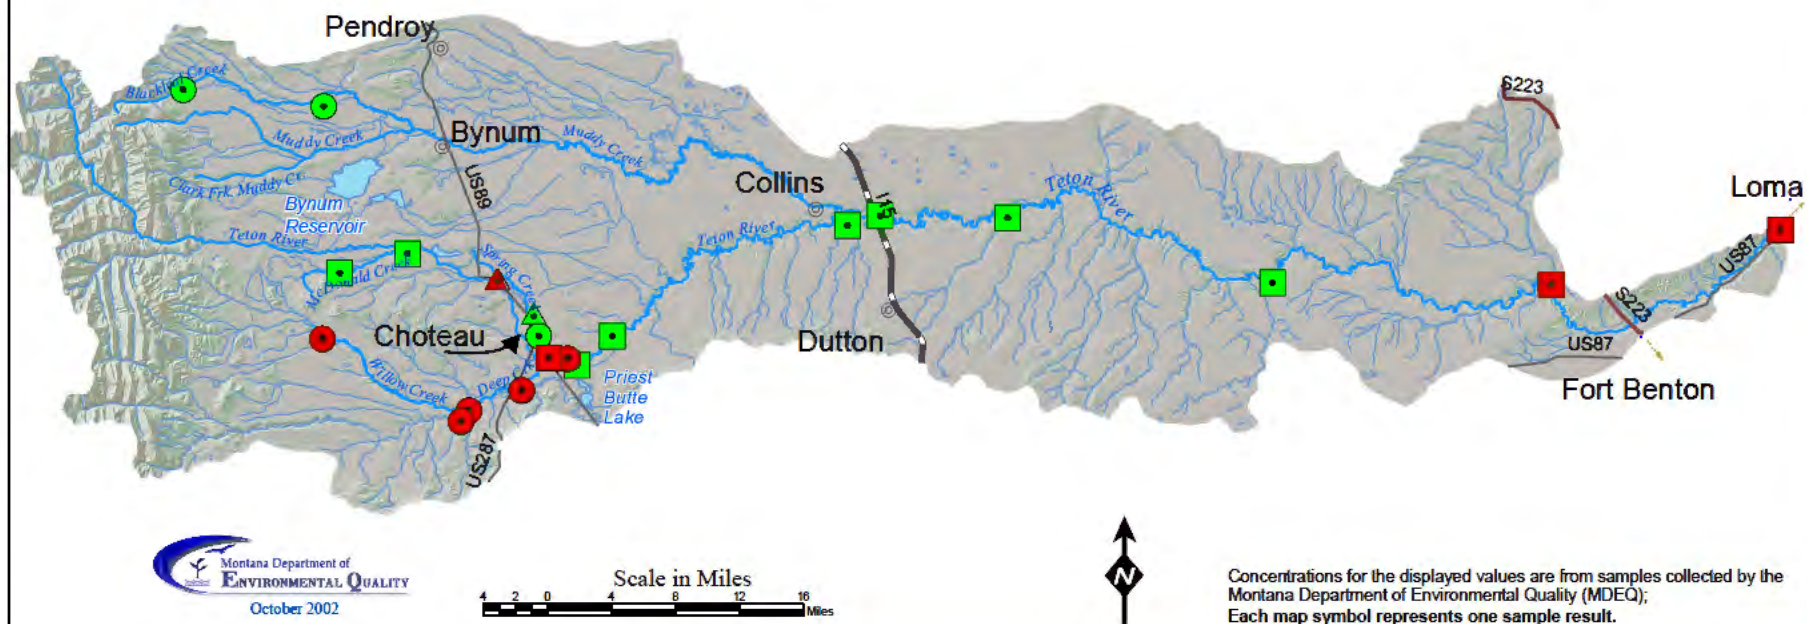 Pendroy
S223
Blackleaf Creek
Muddy Creek
Bynum
Muddy Creek
Clark Frk. Muddy Cr.
US89
Collins
I15
Teton River
Loma
Bynum
Reservoir
Teton River
Teton River
Spring Creek
McDonald Creek
US87
S223
Choteau
Dutton
US87
Willow Creek
Deep Cr
Priest
Butte
Lake
Fort Benton
US287
Montana Department of
ENVIRONMENTAL QUALITY
October 2002
Scale in Miles
4 2 0 4 8 12 16
Miles
N
Concentrations for the displayed values are from samples collected by the
Montana Department of Environmental Quality (MDEQ);
Each map symbol represents one sample result.